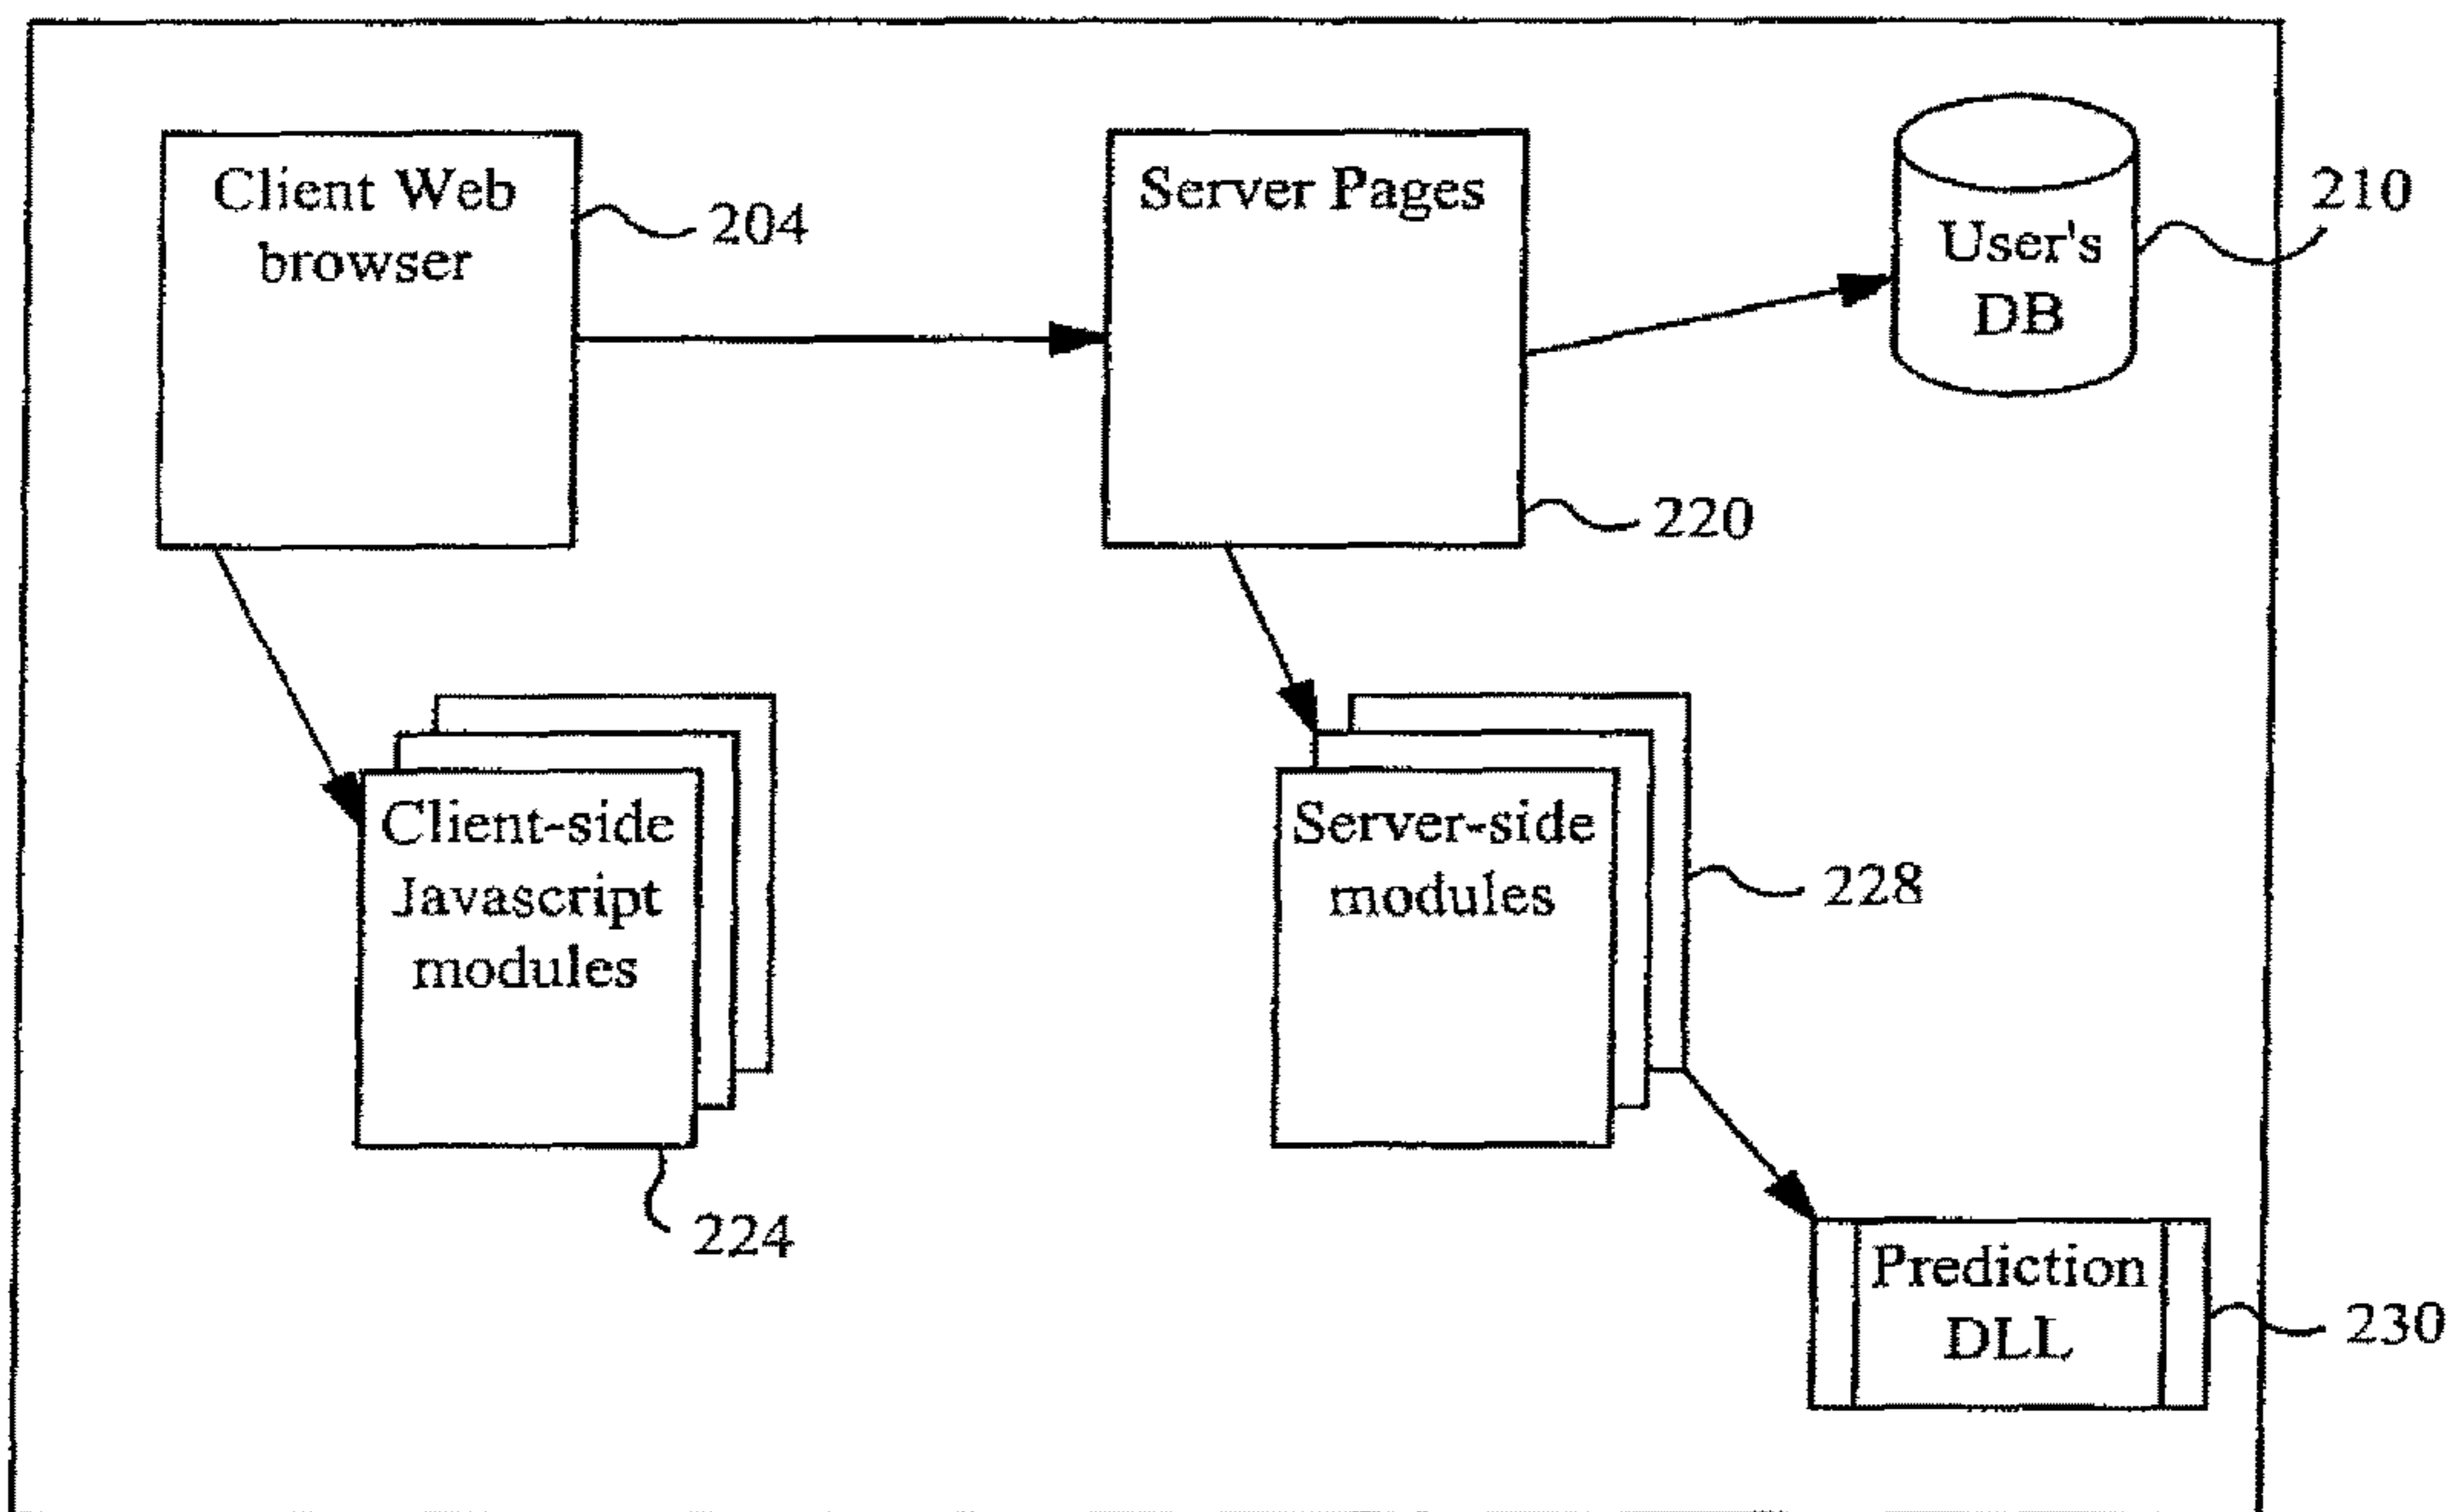 Client Web
browser
204
Server Pages
220
User's
DB
210
Client-side
Javascript
modules
224
Server-side
modules
228
Prediction
DLL
230